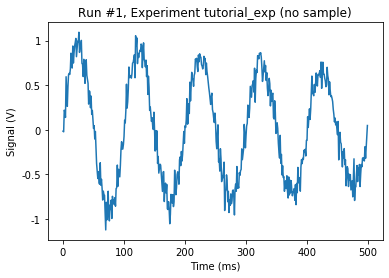 Run #1, Experiment tutorial_exp (no sample)
1
0.5
0
-0.5
-1
Signal (V)
0 100 200 300 400 500
Time (ms)